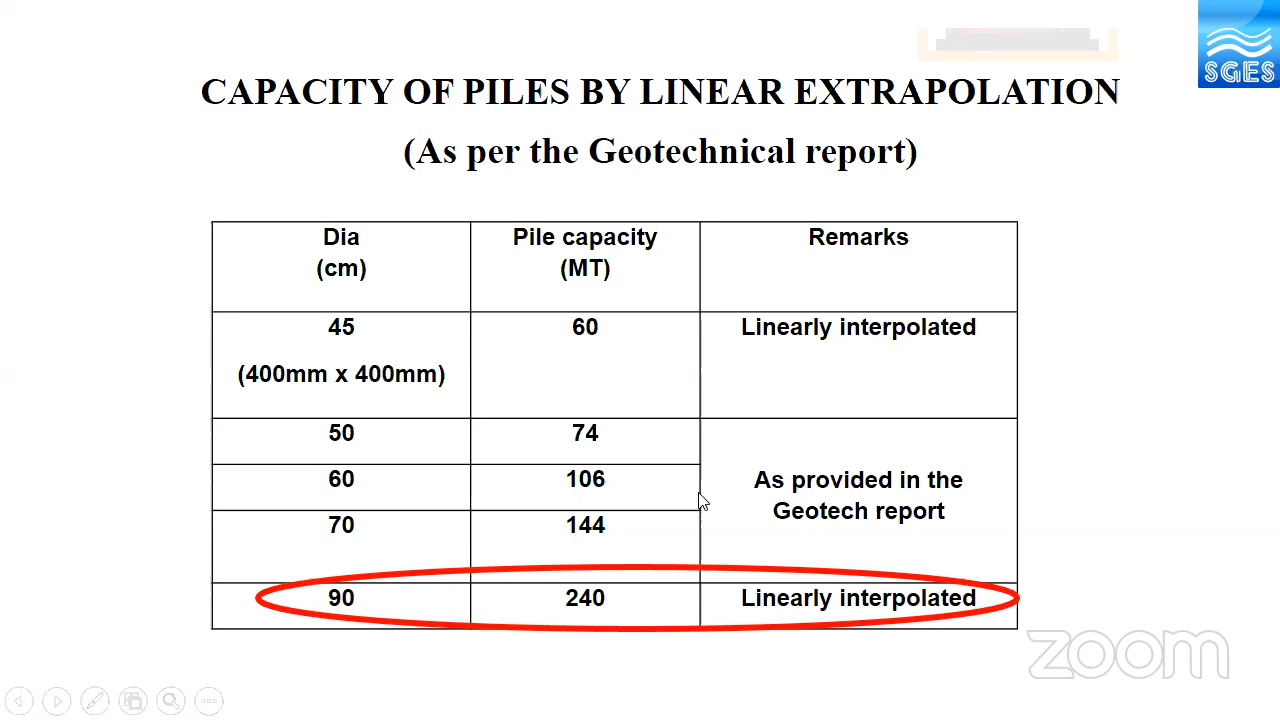 SGES
CAPACITY OF PILES BY LINEAR EXTRAPOLATION
(As per the Geotechnical report)
Dia
(cm)
Pile capacity
(MT)
Remarks
45
(400mm x 400mm)
60
Linearly interpolated
50
74
60
106
70
144
As provided in the
Geotech report
90
240
Linearly interpolated
zoom